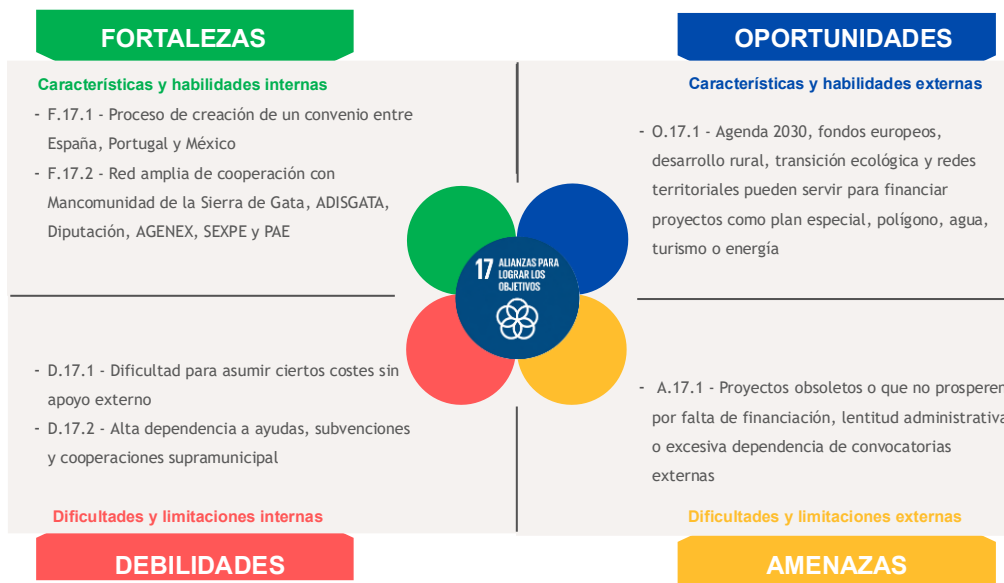 FORTALEZAS
Características y habilidades internas
- F.17.1 - Proceso de creación de un convenio entre
España, Portugal y México
- F.17.2 - Red amplia de cooperación con
Mancomunidad de la Sierra de Gata, ADISGATA,
Diputación, AGENEX, SEXPE y PAE
OPORTUNIDADES
Características y habilidades externas
- O.17.1 - Agenda 2030, fondos europeos,
desarrollo rural, transición ecológica y redes
territoriales pueden servir para financiar
proyectos como plan especial, polígono, agua,
turismo o energía
17 ALIANZAS PARA
LOGRAR LOS
OBJETIVOS
- D.17.1 - Dificultad para asumir ciertos costes sin
apoyo externo
- D.17.2 - Alta dependencia a ayudas, subvenciones
y cooperaciones supramunicipal
Dificultades y limitaciones internas
DEBILIDADES
- A.17.1 - Proyectos obsoletos o que no prosperen
por falta de financiación, lentitud administrativa
o excesiva dependencia de convocatorias
externas
Dificultades y limitaciones externas
AMENAZAS